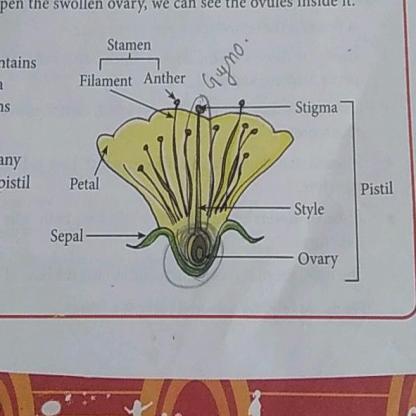 pen the swollen ovary, we can see the ovules inside it.
Stamen
ntains
Filament Anther
Gyno.
ns
Stigma
any
pistil
Petal
Pistil
Style
Sepal
Ovary